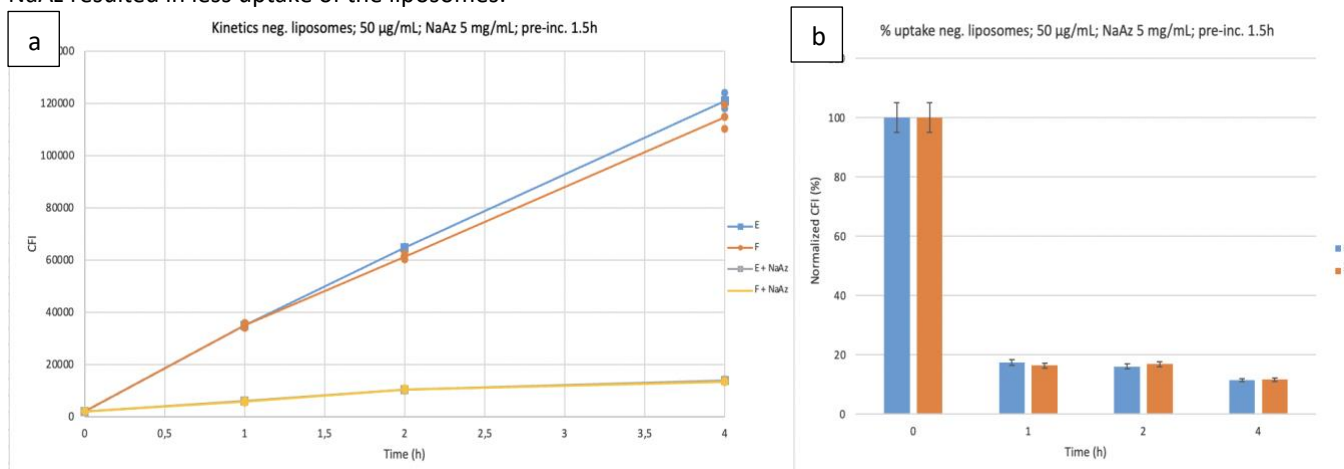 NaAz resulted in less uptake of the liposomes.
a
Kinetics neg. liposomes; 50 µg/mL; NaAz 5 mg/mL; pre-inc. 1.5h
120000
100000
80000
60000
40000
20000
0
CFI
0
0,5
1
1,5
2
2,5
3
3,5
4
Time (h)
E
F
E + NaAz
F + NaAz
b
% uptake neg. liposomes; 50 µg/mL; NaAz 5 mg/mL; pre-inc. 1.5h
100
80
60
40
20
0
Normalized CFI (%)
0
1
2
4
Time (h)